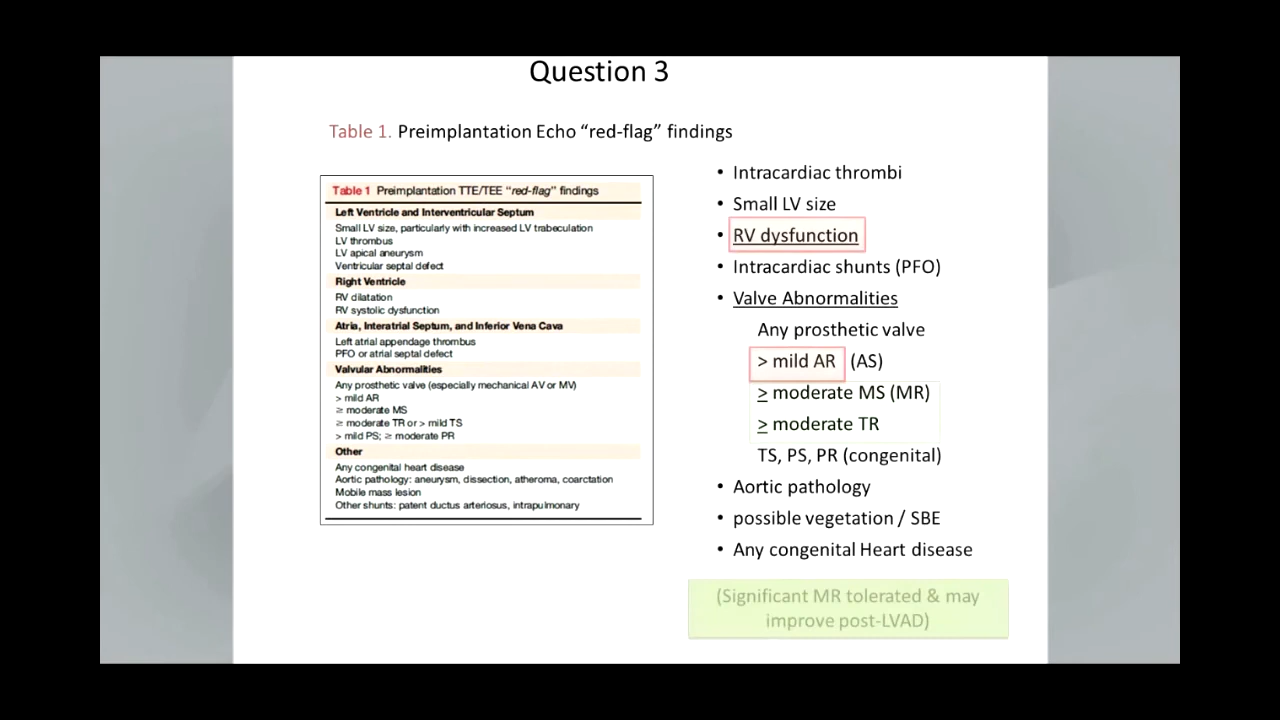 Question 3
Table 1. Preimplantation Echo “red-flag” findings
Table 1 Preimplantation TTE/TEE “red-flag” findings
Left Ventricle and Interventricular Septum
Small LV size, particularly with increased LV trabeculation
LV thrombus
LV apical aneurysm
Ventricular septal defect
Right Ventricle
RV dilatation
RV systolic dysfunction
Atria, Interatrial Septum, and Inferior Vena Cava
Left atrial appendage thrombus
PFO or atrial septal defect
Valvular Abnormalities
Any prosthetic valve (especially mechanical AV or MV)
> mild AR
≥ moderate MS
≥ moderate TR or > mild TS
> mild PS; ≥ moderate PR
Other
Any congenital heart disease
Aortic pathology: aneurysm, dissection, atheroma, coarctation
Mobile mass lesion
Other shunts: patent ductus arteriosus, intrapulmonary
• Intracardiac thrombi
• Small LV size
• RV dysfunction
• Intracardiac shunts (PFO)
• Valve Abnormalities
Any prosthetic valve
> mild AR (AS)
≥ moderate MS (MR)
≥ moderate TR
TS, PS, PR (congenital)
• Aortic pathology
• possible vegetation / SBE
• Any congenital Heart disease
(Significant MR tolerated & may
improve post-LVAD)